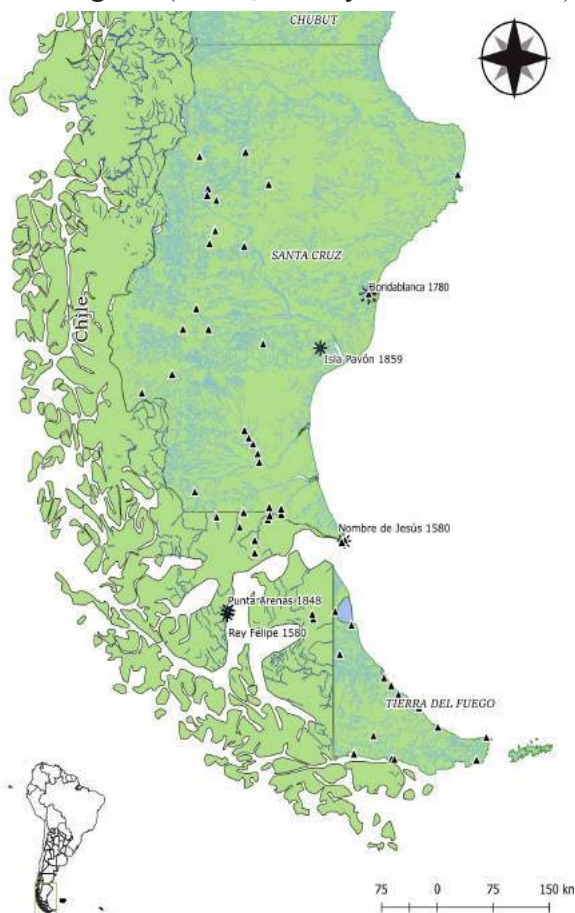 CHUBUT
SANTA CRUZ
Floridablanca 1780
Chile
Isla Pavón 1859
Nombre de Jesús 1580
Punta Arenas 1848
Rey Felipe 1580
TIERRA DEL FUEGO
75 0 75 150 km